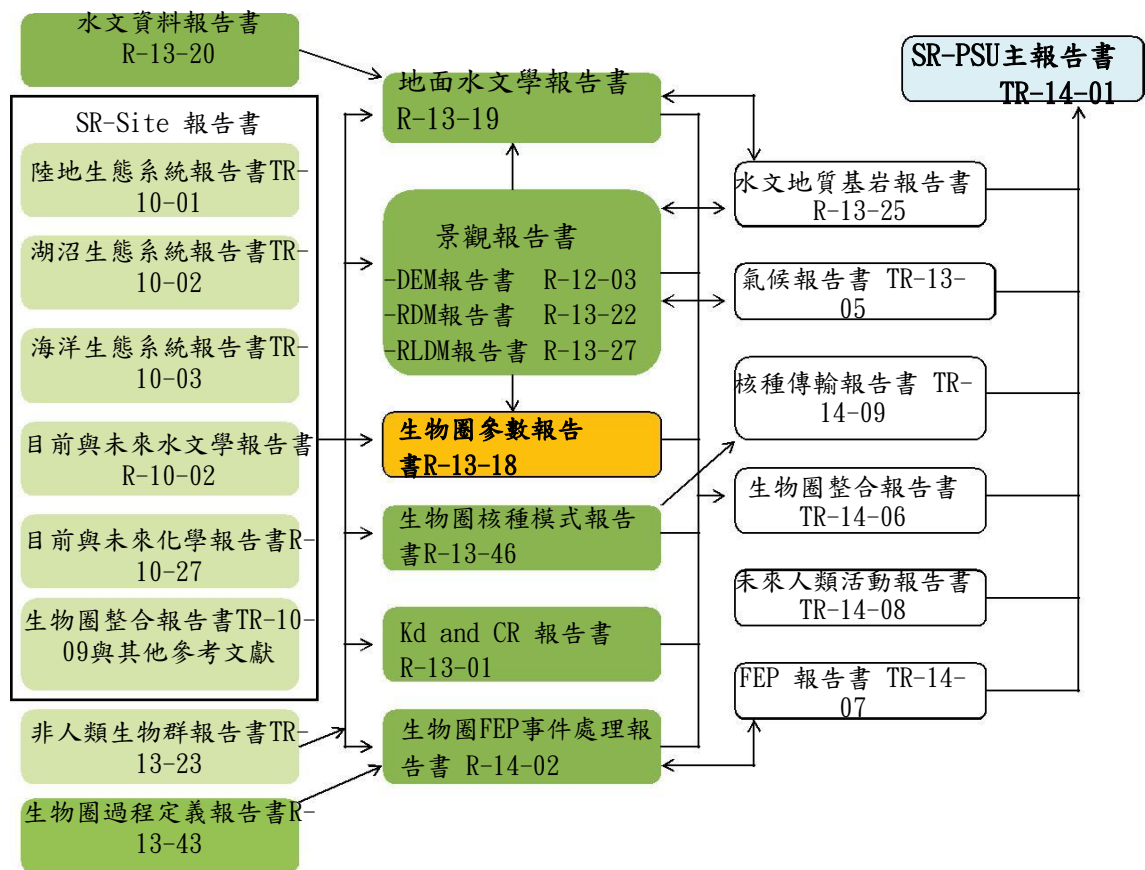 水文資料報告書
R-13-20
SR-Site 報告書
陸地生態系統報告書TR-
10-01
湖沼生態系統報告書TR-
10-02
海洋生態系統報告書TR-
10-03
目前與未來水文學報告書
R-10-02
目前與未來化學報告書R-
10-27
生物圈整合報告書TR-10-
09與其他參考文獻
非人類生物群報告書TR-
13-23
生物圈過程定義報告書R-
13-43
地面水文學報告書
R-13-19
景觀報告書
-DEM報告書 R-12-03
-RDM報告書 R-13-22
-RLDM報告書 R-13-27
生物圈參數報告
書R-13-18
生物圈核種模式報告
書R-13-46
Kd and CR 報告書
R-13-01
生物圈FEP事件處理報
告書 R-14-02
SR-PSU主報告書
TR-14-01
水文地質基岩報告書
R-13-25
氣候報告書 TR-13-
05
核種傳輸報告書 TR-
14-09
生物圈整合報告書
TR-14-06
未來人類活動報告書
TR-14-08
FEP 報告書 TR-14-
07